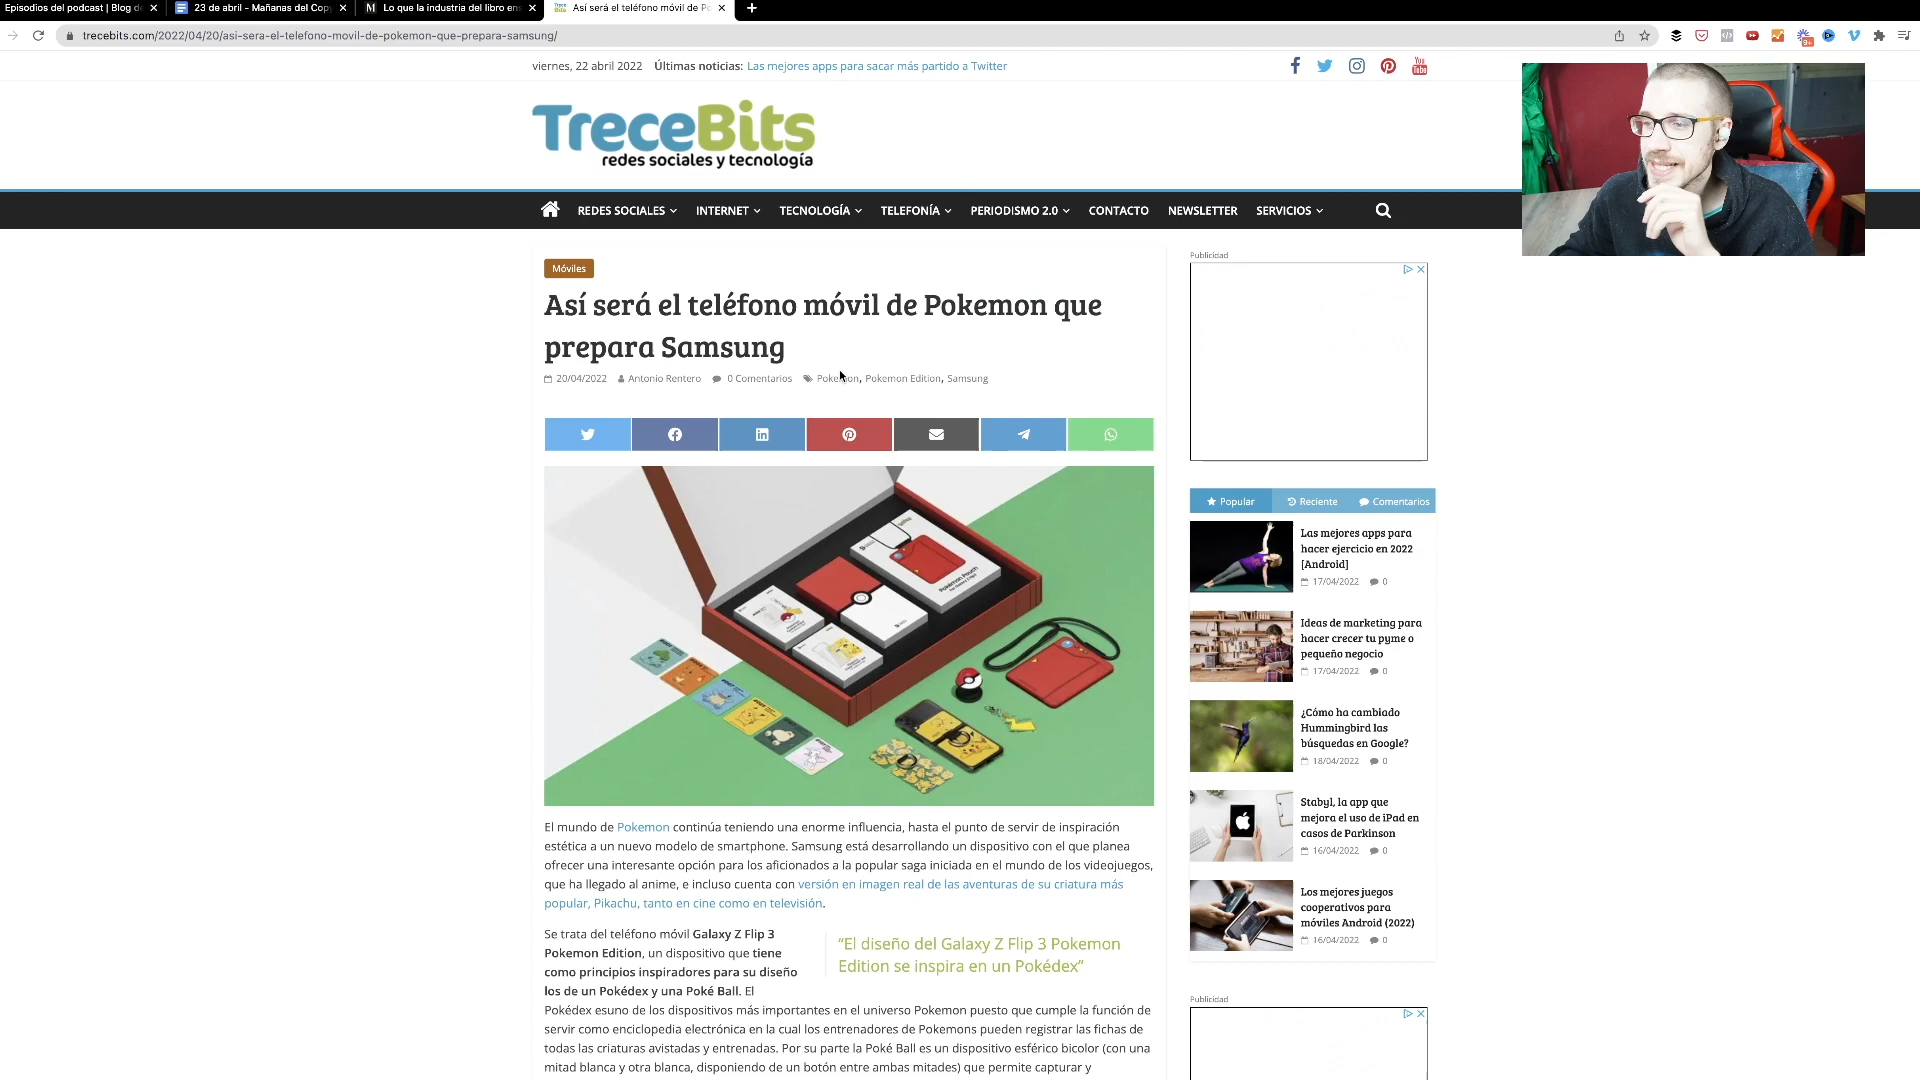 Episodios del podcast | Blog de
23 de abril - Mañanas del Copy
Lo que la industria del libro ens
Así será el teléfono móvil de Po
trecebits.com/2022/04/20/asi-sera-el-telefono-movil-de-pokemon-que-prepara-samsung/
viernes, 22 abril 2022 Últimas noticias: Las mejores apps para sacar más partido a Twitter
TreceBits
redes sociales y tecnología
REDES SOCIALES INTERNET TECNOLOGÍA TELEFONÍA PERIODISMO 2.0 CONTACTO NEWSLETTER SERVICIOS
Móviles
Así será el teléfono móvil de Pokemon que
prepara Samsung
20/04/2022 Antonio Rentero 0 Comentarios Pokemon, Pokemon Edition, Samsung
El mundo de Pokemon continúa teniendo una enorme influencia, hasta el punto de servir de inspiración
estética a un nuevo modelo de smartphone. Samsung está desarrollando un dispositivo con el que planea
ofrecer una interesante opción para los aficionados a la popular saga iniciada en el mundo de los videojuegos,
que ha llegado al anime, e incluso cuenta con versión en imagen real de las aventuras de su criatura más
popular, Pikachu, tanto en cine como en televisión.
Se trata del teléfono móvil Galaxy Z Flip 3
Pokemon Edition, un dispositivo que tiene
como principios inspiradores para su diseño
los de un Pokédex y una Poké Ball. El
“El diseño del Galaxy Z Flip 3 Pokemon
Edition se inspira en un Pokédex”
Pokédex esuno de los dispositivos más importantes en el universo Pokemon puesto que cumple la función de
servir como enciclopedia electrónica en la cual los entrenadores de Pokemons pueden registrar las fichas de
todas las criaturas avistadas y entrenadas. Por su parte la Poké Ball es un dispositivo esférico bicolor (con una
mitad blanca y otra blanca, disponiendo de un botón entre ambas mitades) que permite capturar y
Publicidad
Popular Reciente Comentarios
Las mejores apps para
hacer ejercicio en 2022
[Android]
17/04/2022 0
Ideas de marketing para
hacer crecer tu pyme o
pequeño negocio
17/04/2022 0
¿Cómo ha cambiado
Hummingbird las
búsquedas en Google?
18/04/2022 0
Stabyl, la app que
mejora el uso de iPad en
casos de Parkinson
16/04/2022 0
Los mejores juegos
cooperativos para
móviles Android (2022)
16/04/2022 0
Publicidad